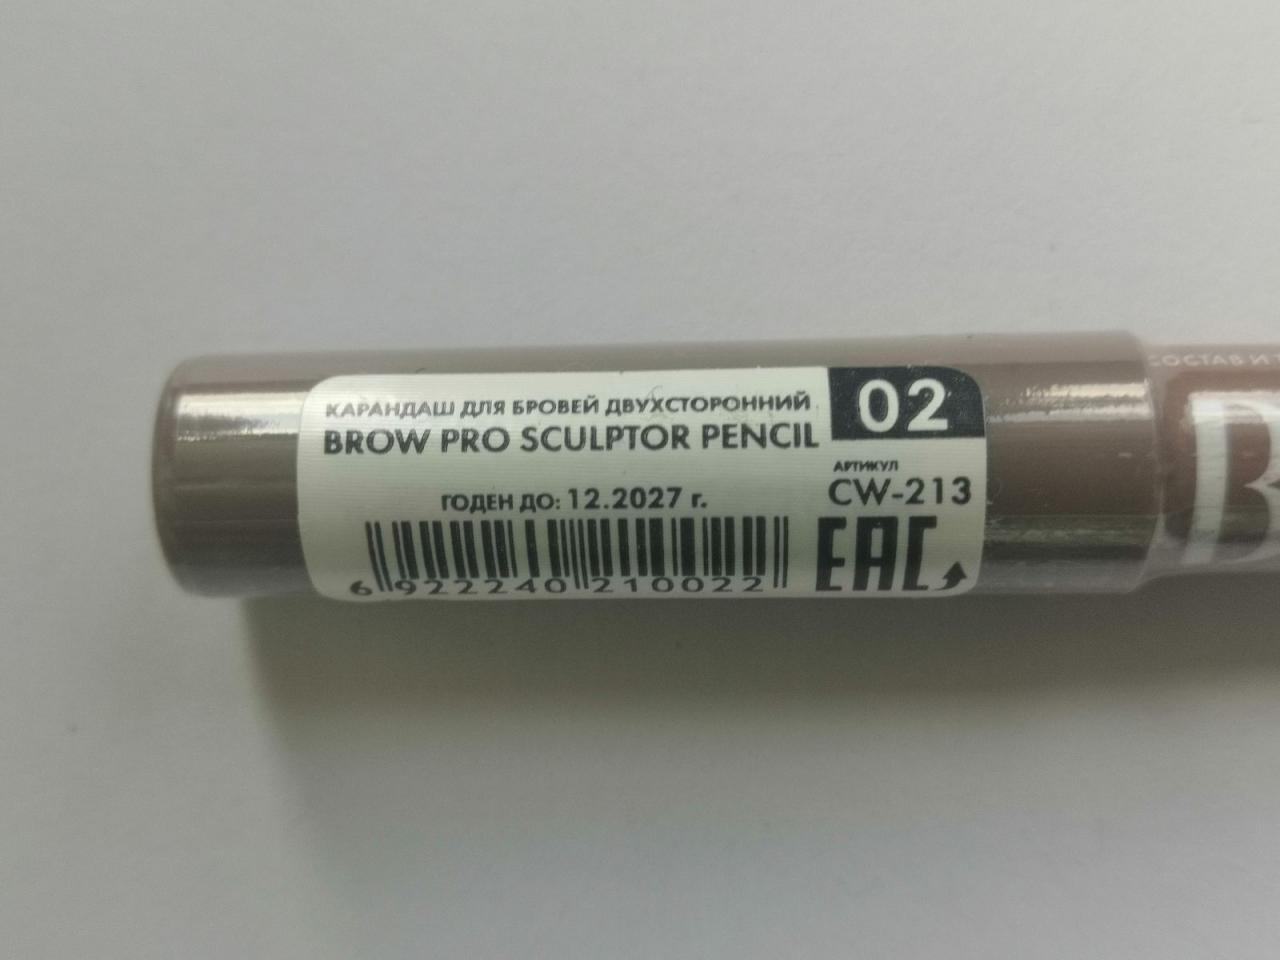 КАРАНДАШ ДЛЯ БРОВЕЙ ДВУХСТОРОННИЙ
BROW PRO SCULPTOR PENCIL
02
АРТИКУЛ
CW-213
ГОДЕН ДО: 12.2027 г.
6 922240 210022
EAC
СОСТАВ И
B